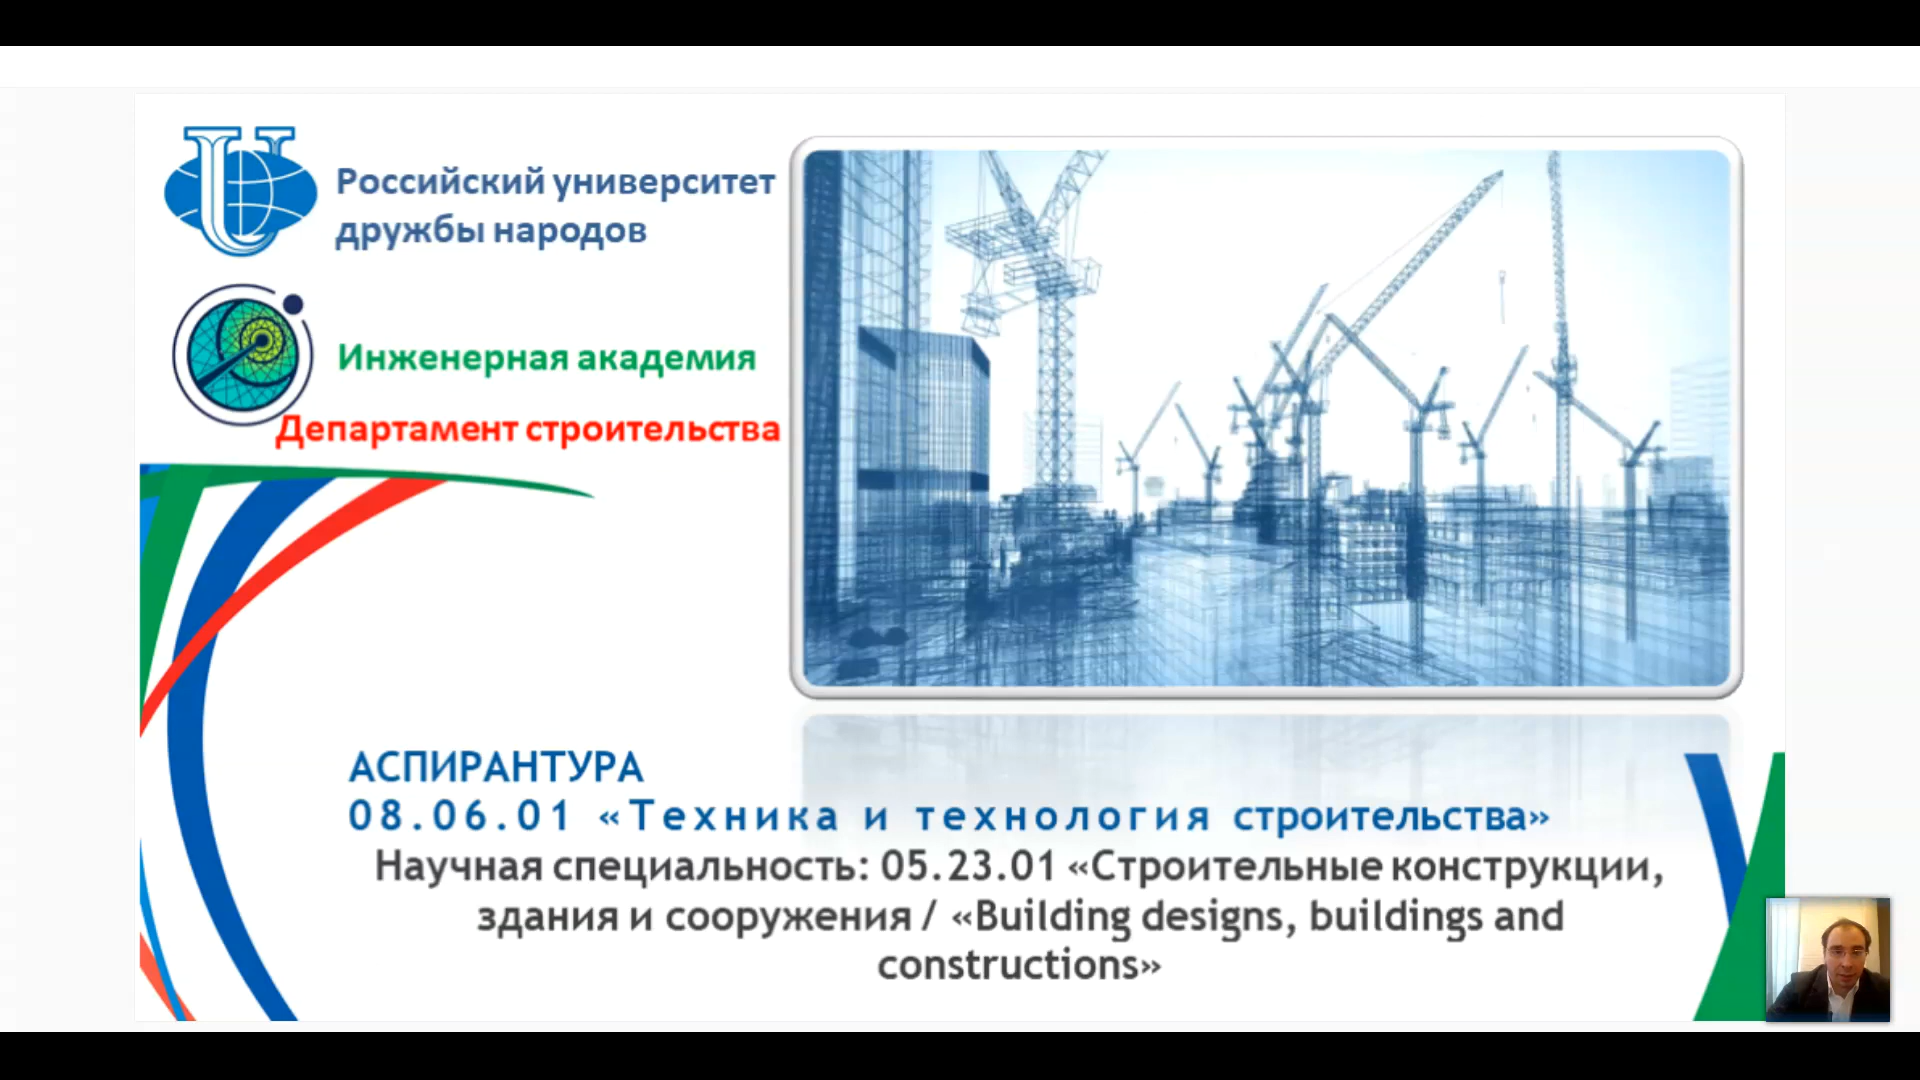 Российский университет
дружбы народов
Инженерная академия
Департамент строительства
АСПИРАНТУРА
08.06.01 «Техника и технология строительства»
Научная специальность: 05.23.01 «Строительные конструкции,
здания и сооружения / «Building designs, buildings and
constructions»